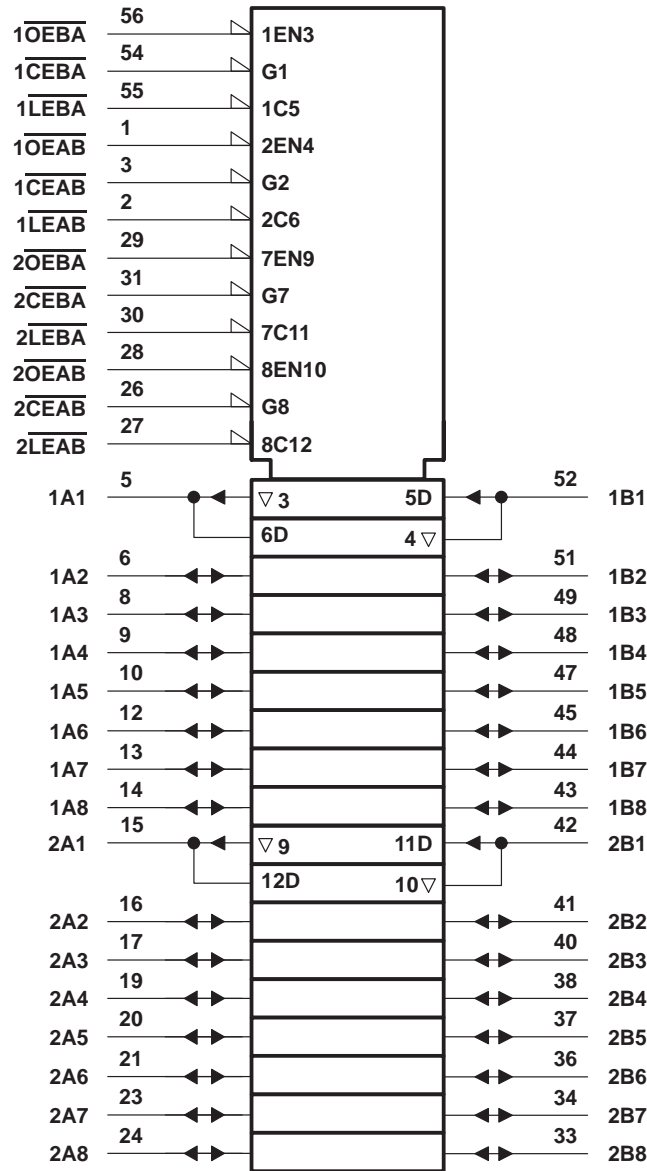 1OEBA 56 1EN3
1CEBA 54 G1
1LEBA 55 1C5
1OEAB 1 2EN4
1CEAB 3 G2
1LEAB 2 2C6
2OEBA 29 7EN9
2CEBA 31 G7
2LEBA 30 7C11
2OEAB 28 8EN10
2CEAB 26 G8
2LEAB 27 8C12
1A1 5 ▽ 3 5D 52 1B1
6D 4 ▽
1A2 6 51 1B2
1A3 8 49 1B3
1A4 9 48 1B4
1A5 10 47 1B5
1A6 12 45 1B6
1A7 13 44 1B7
1A8 14 43 1B8
2A1 15 ▽ 9 11D 42 2B1
12D 10 ▽
2A2 16 41 2B2
2A3 17 40 2B3
2A4 19 38 2B4
2A5 20 37 2B5
2A6 21 36 2B6
2A7 23 34 2B7
2A8 24 33 2B8